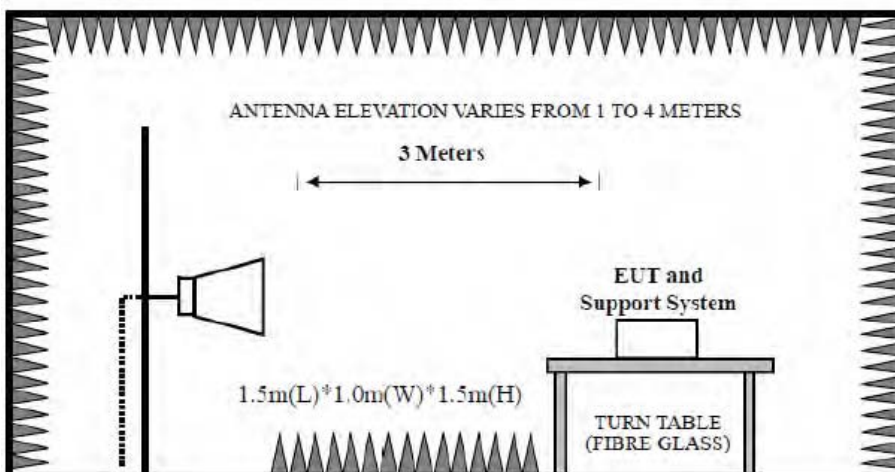 ANTENNA ELEVATION VARIES FROM 1 TO 4 METERS
3 Meters
EUT and
Support System
1.5m(L)*1.0m(W)*1.5m(H)
TURN TABLE
(FIBRE GLASS)